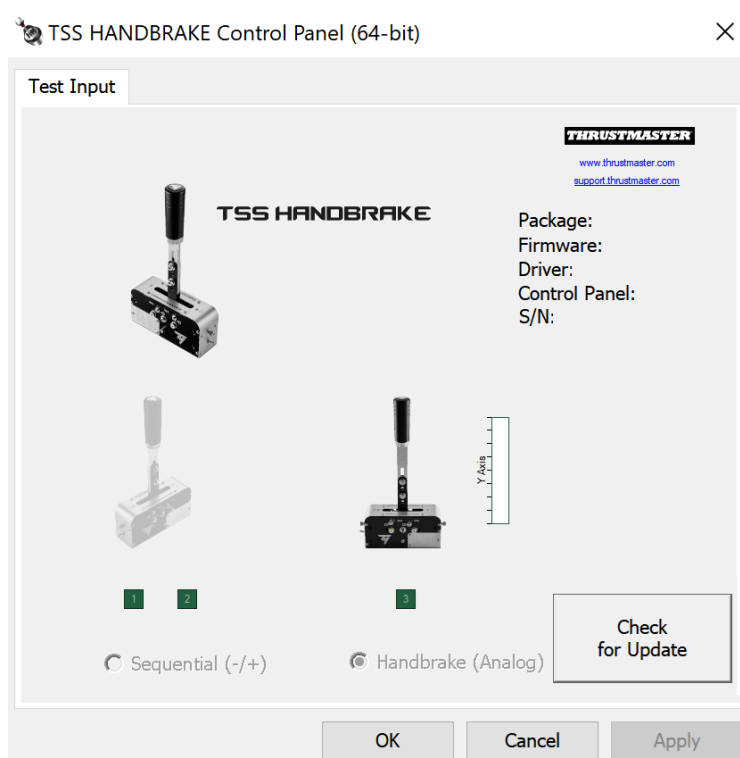 TSS HANDBRAKE Control Panel (64-bit)
Test Input
THRUSTMASTER
www.thrustmaster.com
support.thrustmaster.com
TSS HANDBRAKE
Package:
Firmware:
Driver:
Control Panel:
S/N:
Y Axis
1 2 3
Sequential (-/+) Handbrake (Analog)
Check
for Update
OK Cancel Apply